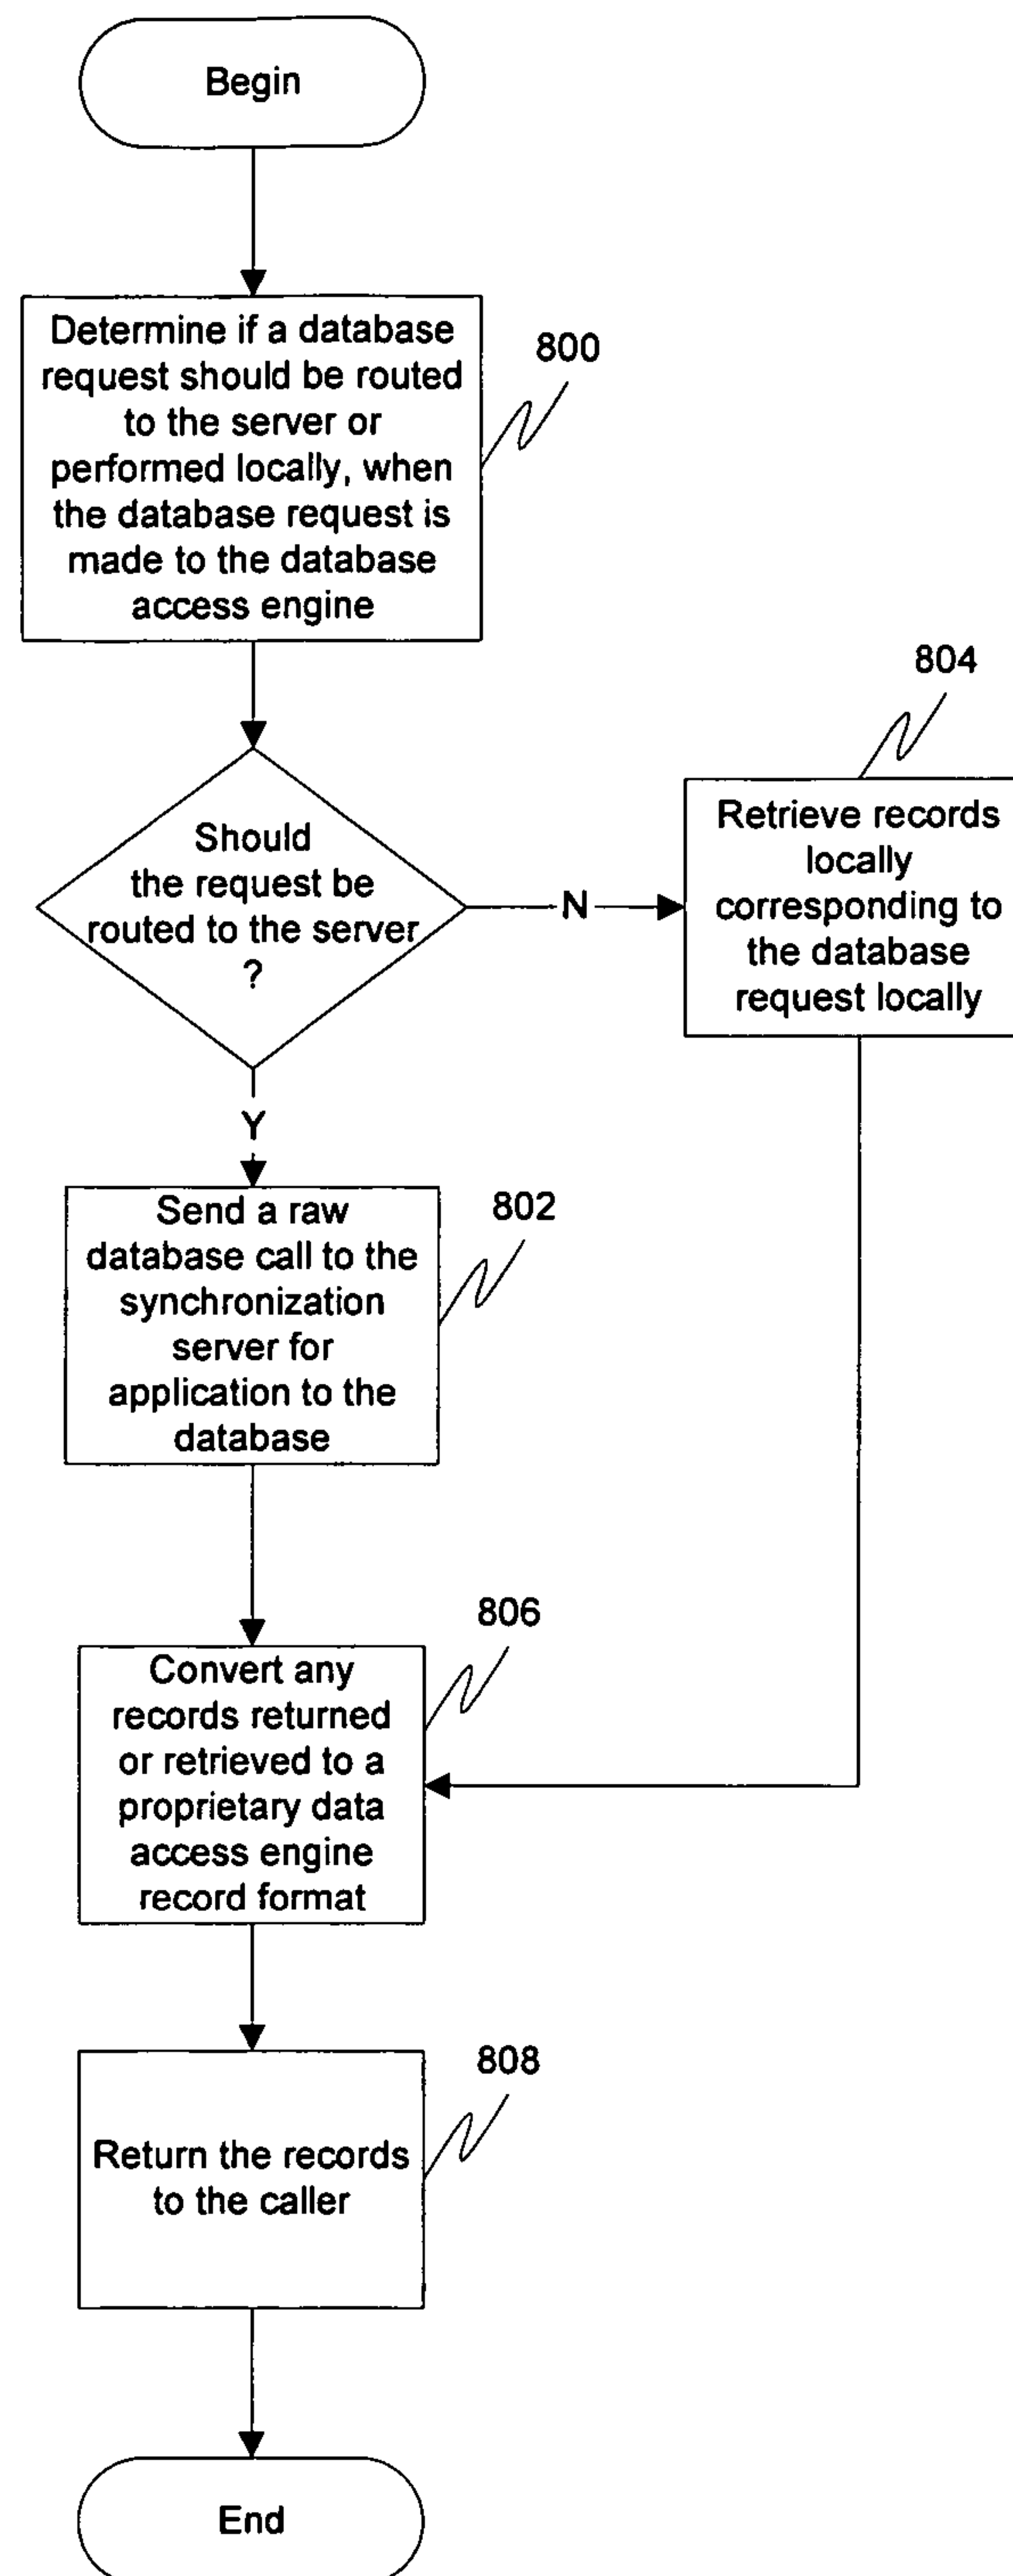 Begin
Determine if a database
request should be routed
to the server or
performed locally, when
the database request is
made to the database
access engine
800
Should
the request be
routed to the server
?
N
804
Retrieve records
locally
corresponding to
the database
request locally
Y
802
Send a raw
database call to the
synchronization
server for
application to the
database
806
Convert any
records returned
or retrieved to a
proprietary data
access engine
record format
808
Return the records
to the caller
End